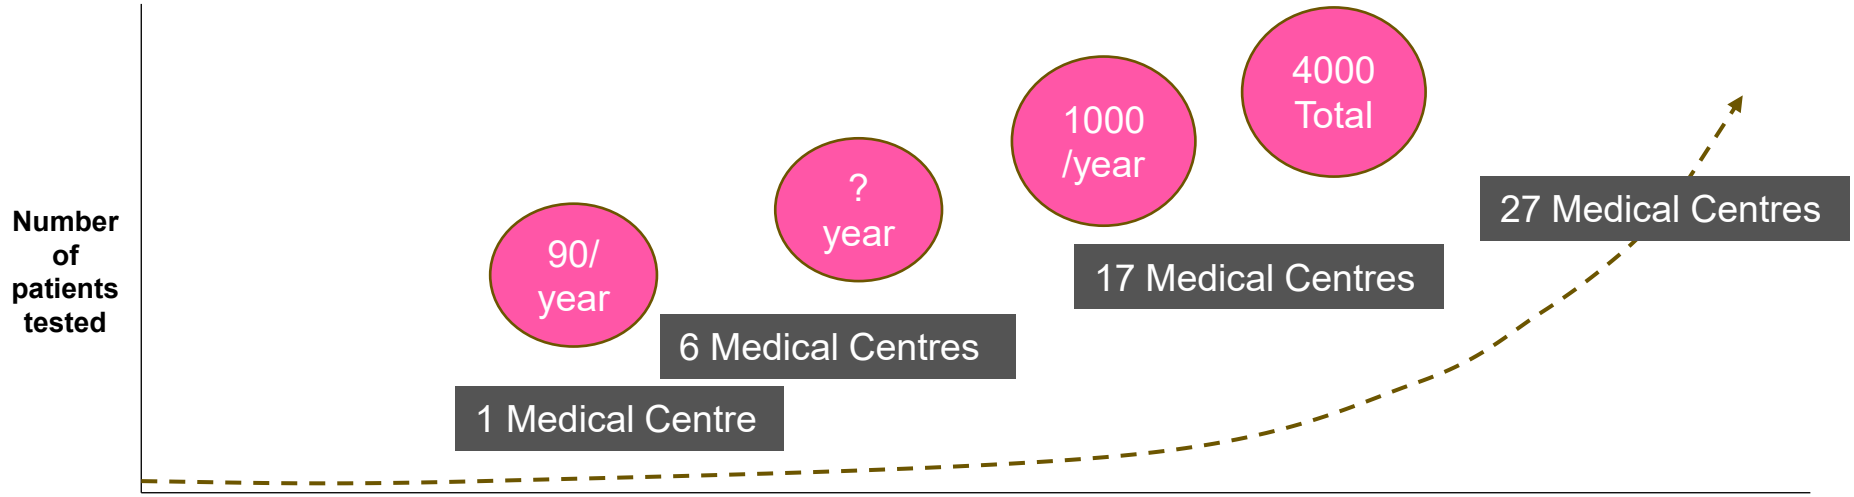 Number
of
patients
tested
90/
year
?
year
1000
/year
4000
Total
1 Medical Centre
6 Medical Centres
17 Medical Centres
27 Medical Centres